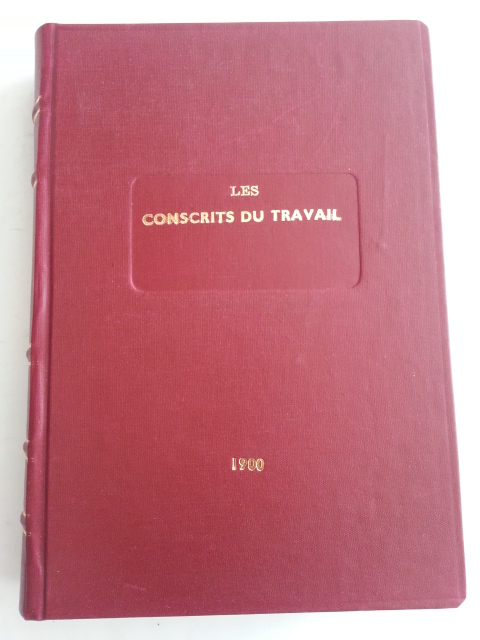 LES
CONSCRITS DU TRAVAIL
1900